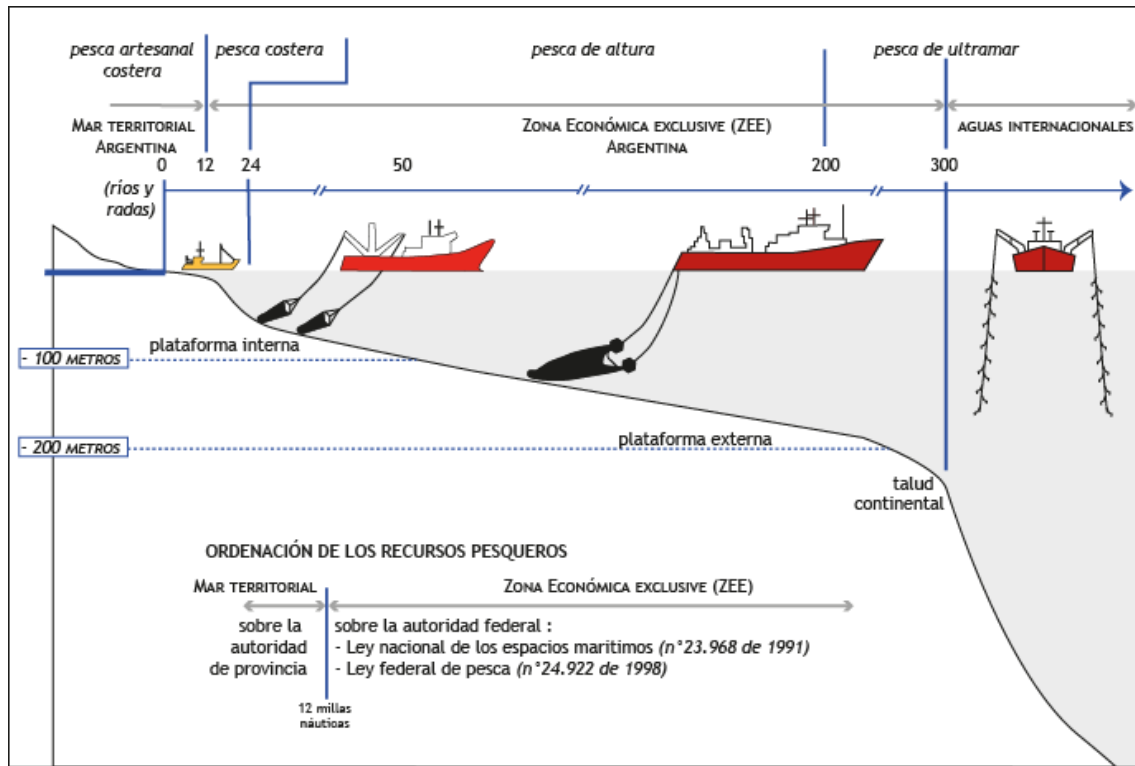 pesca artesanal
costera
pesca costera
pesca de altura
pesca de ultramar
MAR TERRITORIAL
ARGENTINA
ZONA ECONÓMICA EXCLUSIVE (ZEE)
ARGENTINA
AGUAS INTERNACIONALES
0 12 24 50 200 300
(ríos y
radas)
plataforma interna
- 100 METROS
plataforma externa
- 200 METROS
talud
continental
ORDENACIÓN DE LOS RECURSOS PESQUEROS
MAR TERRITORIAL
ZONA ECONÓMICA EXCLUSIVE (ZEE)
sobre la
autoridad
de provincia
sobre la autoridad federal :
- Ley nacional de los espacios maritimos (n°23.968 de 1991)
- Ley federal de pesca (n°24.922 de 1998)
12 millas
náuticas